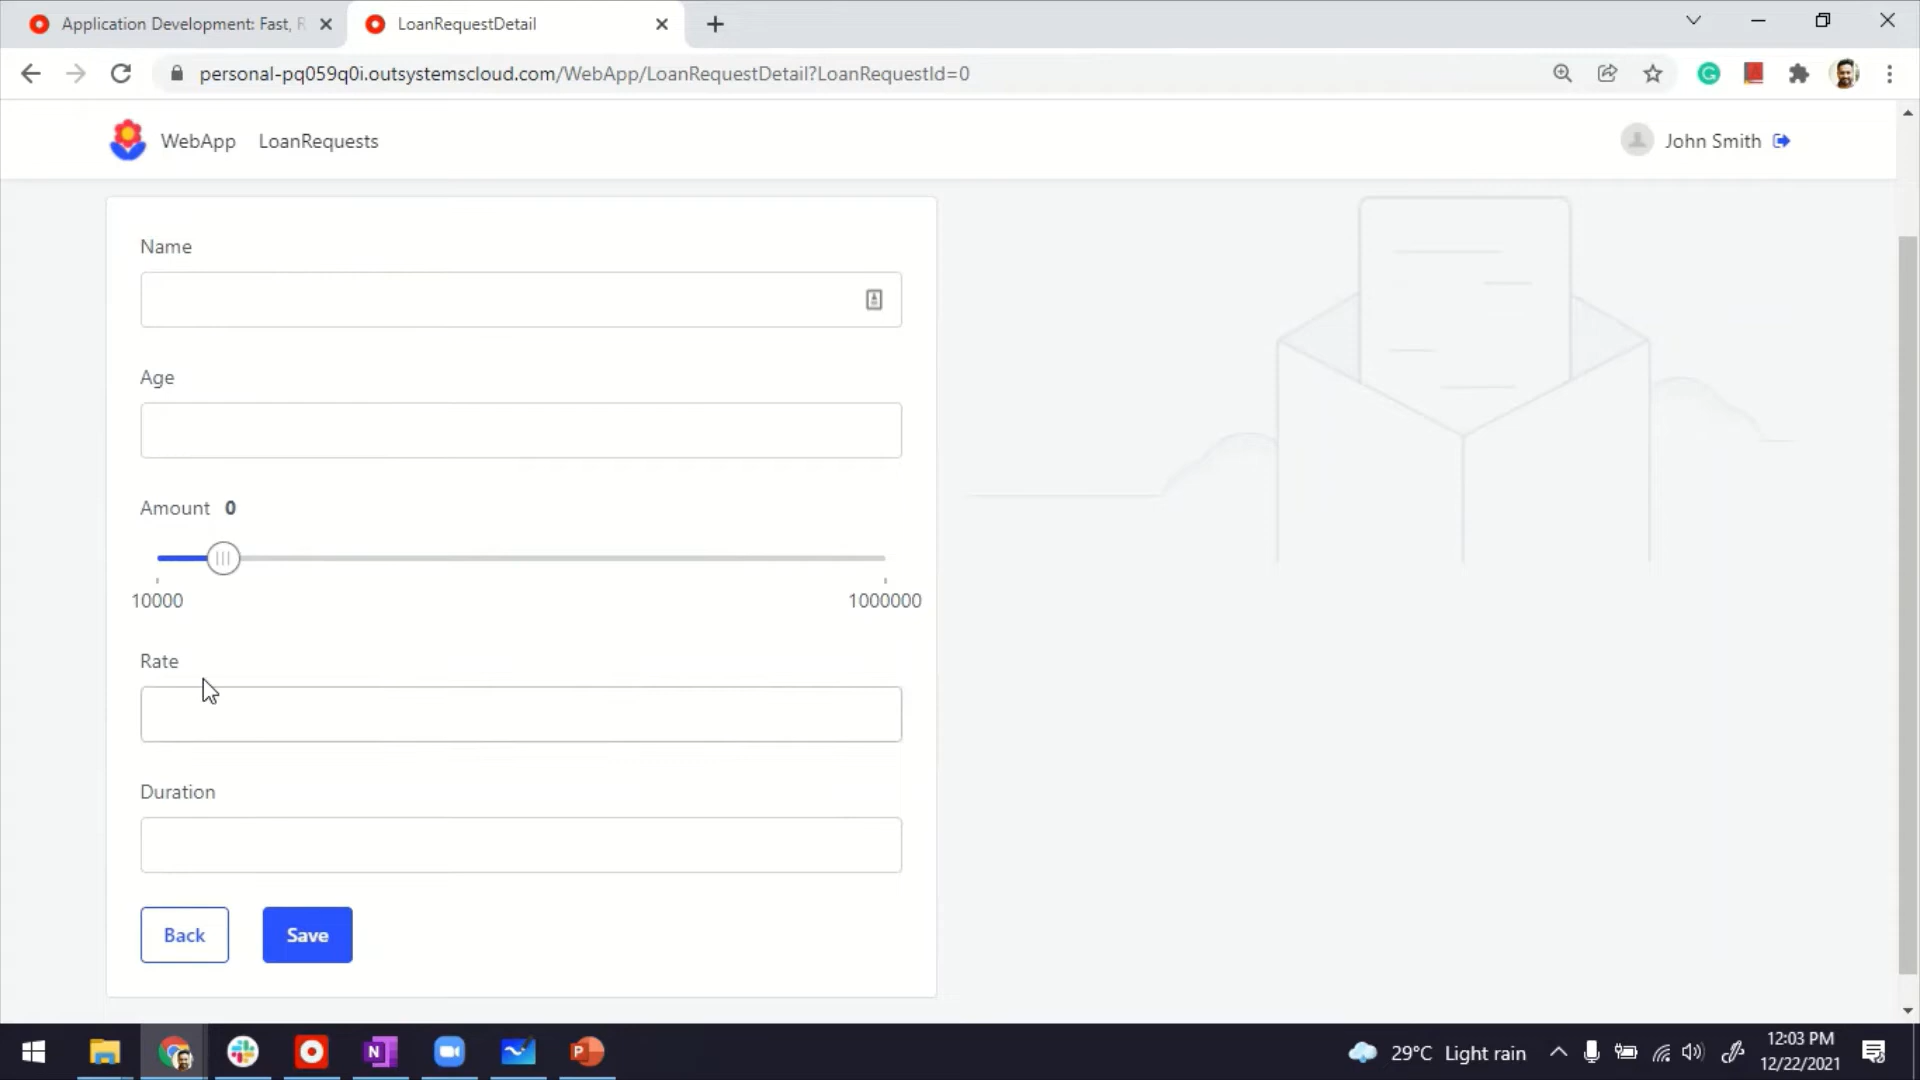 Application Development: Fast, R
LoanRequestDetail
personal-pq059q0i.outsystemscloud.com/WebApp/LoanRequestDetail?LoanRequestId=0
WebApp LoanRequests
John Smith
Name
Age
Amount 0
10000 1000000
Rate
Duration
Back Save
29°C Light rain
12:03 PM
12/22/2021